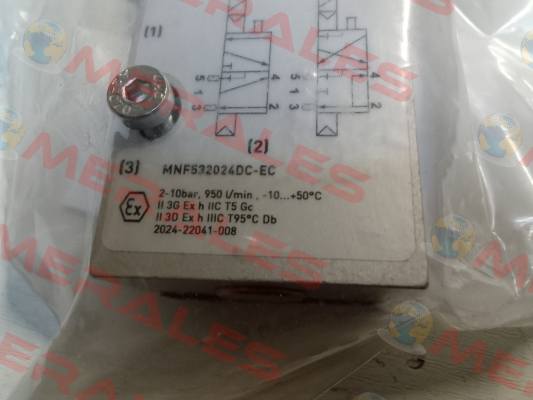 (1)
5 4
1
3 2
5 4
1
3 2
(2)
(3) MNF532024DC-EC
Ex 2-10bar, 950 l/min , -10...+50°C
II 3G Ex h IIC T5 Gc
II 3D Ex h IIIC T95°C Db
2024-22041-008
MERALES
MERALES
MERALES
MERALES